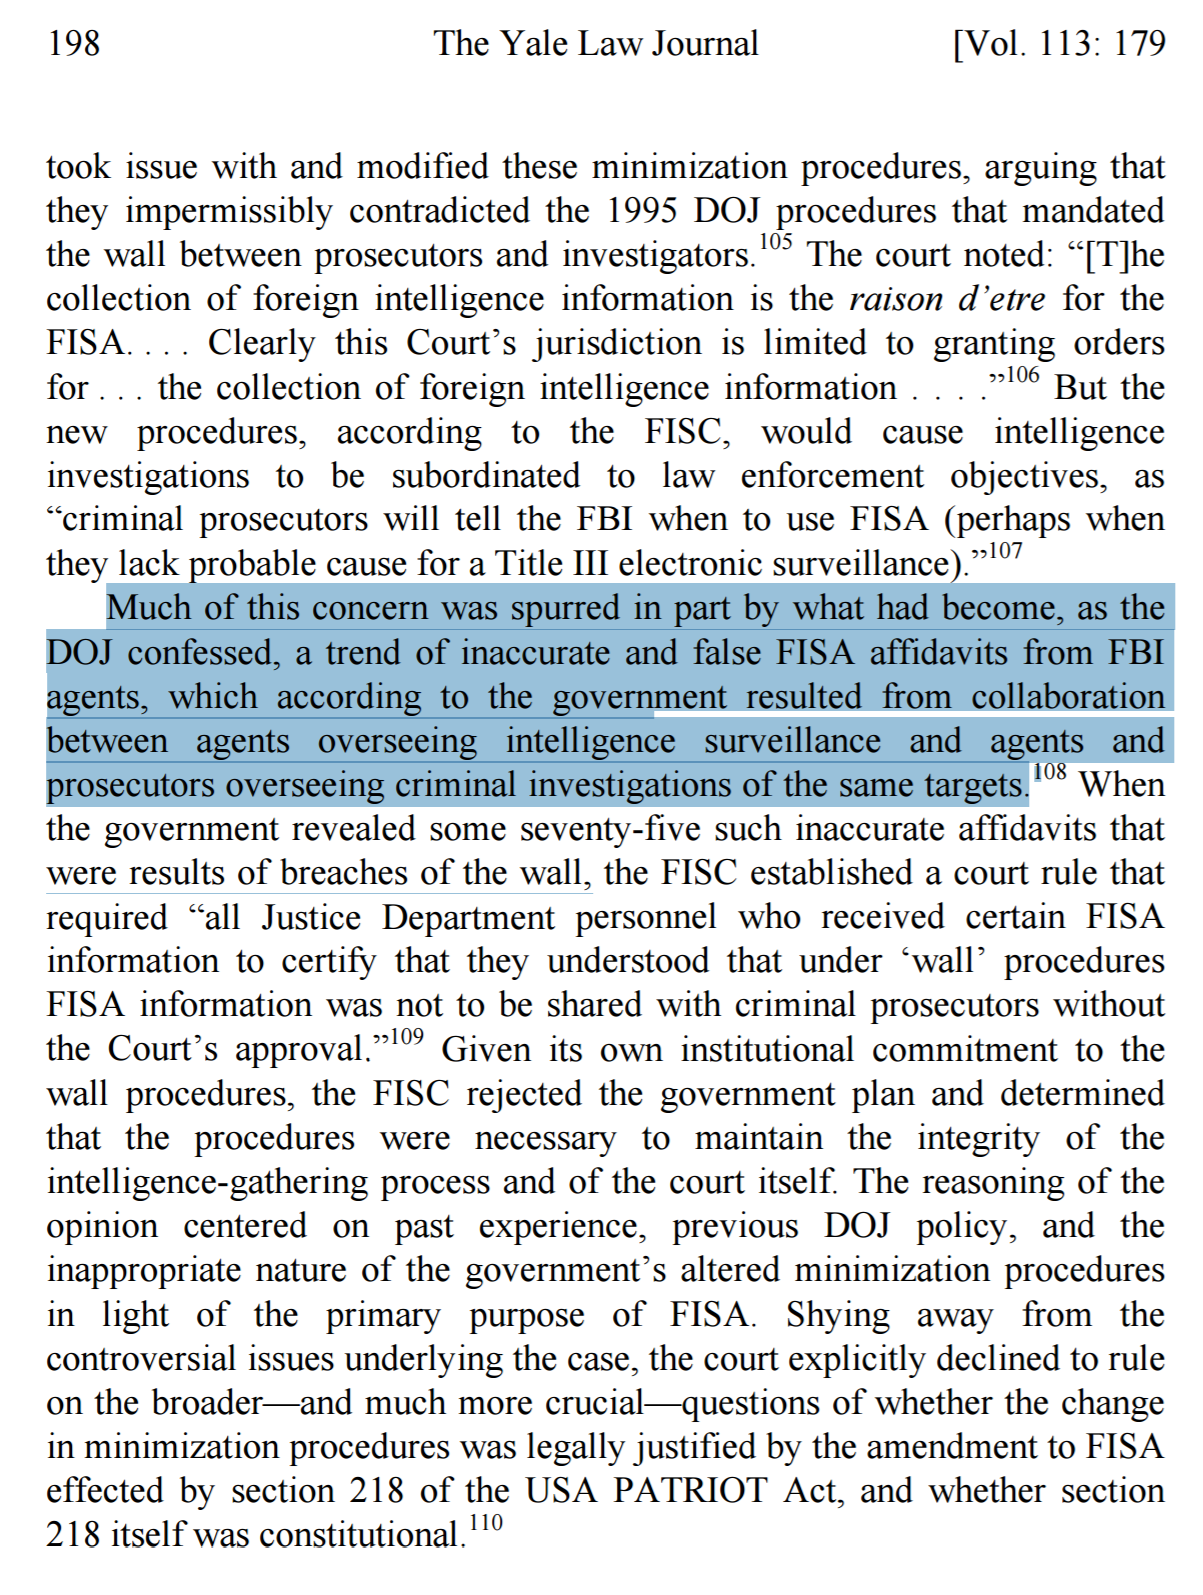 198 The Yale Law Journal [Vol. 113: 179
took issue with and modified these minimization procedures, arguing that
they impermissibly contradicted the 1995 DOJ procedures that mandated
the wall between prosecutors and investigators.105 The court noted: “[T]he
collection of foreign intelligence information is the raison d’etre for the
FISA. . . . Clearly this Court’s jurisdiction is limited to granting orders
for . . . the collection of foreign intelligence information . . . .”106 But the
new procedures, according to the FISC, would cause intelligence
investigations to be subordinated to law enforcement objectives, as
“criminal prosecutors will tell the FBI when to use FISA (perhaps when
they lack probable cause for a Title III electronic surveillance).”107
Much of this concern was spurred in part by what had become, as the
DOJ confessed, a trend of inaccurate and false FISA affidavits from FBI
agents, which according to the government resulted from collaboration
between agents overseeing intelligence surveillance and agents and
prosecutors overseeing criminal investigations of the same targets.108 When
the government revealed some seventy-five such inaccurate affidavits that
were results of breaches of the wall, the FISC established a court rule that
required “all Justice Department personnel who received certain FISA
information to certify that they understood that under ‘wall’ procedures
FISA information was not to be shared with criminal prosecutors without
the Court’s approval.”109 Given its own institutional commitment to the
wall procedures, the FISC rejected the government plan and determined
that the procedures were necessary to maintain the integrity of the
intelligence-gathering process and of the court itself. The reasoning of the
opinion centered on past experience, previous DOJ policy, and the
inappropriate nature of the government’s altered minimization procedures
in light of the primary purpose of FISA. Shying away from the
controversial issues underlying the case, the court explicitly declined to rule
on the broader—and much more crucial—questions of whether the change
in minimization procedures was legally justified by the amendment to FISA
effected by section 218 of the USA PATRIOT Act, and whether section
218 itself was constitutional.110